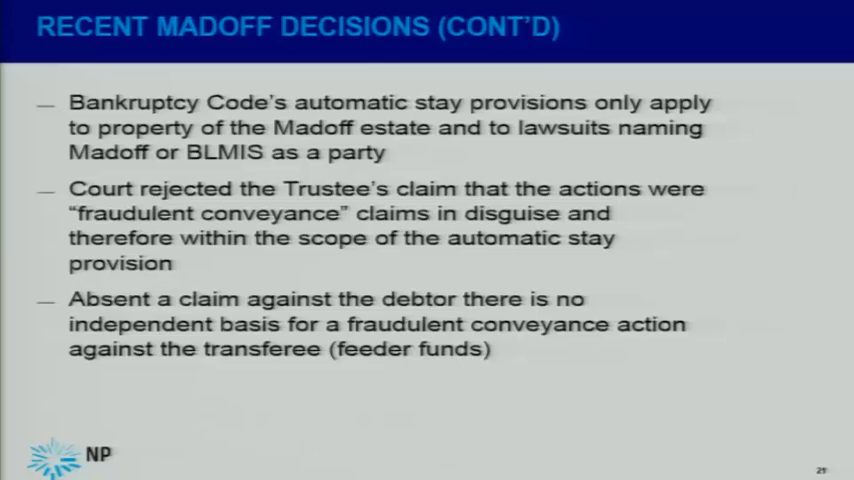 RECENT MADOFF DECISIONS (CONT'D)
— Bankruptcy Code's automatic stay provisions only apply
to property of the Madoff estate and to lawsuits naming
Madoff or BLMIS as a party
— Court rejected the Trustee's claim that the actions were
“fraudulent conveyance” claims in disguise and
therefore within the scope of the automatic stay
provision
— Absent a claim against the debtor there is no
independent basis for a fraudulent conveyance action
against the transferee (feeder funds)
NP